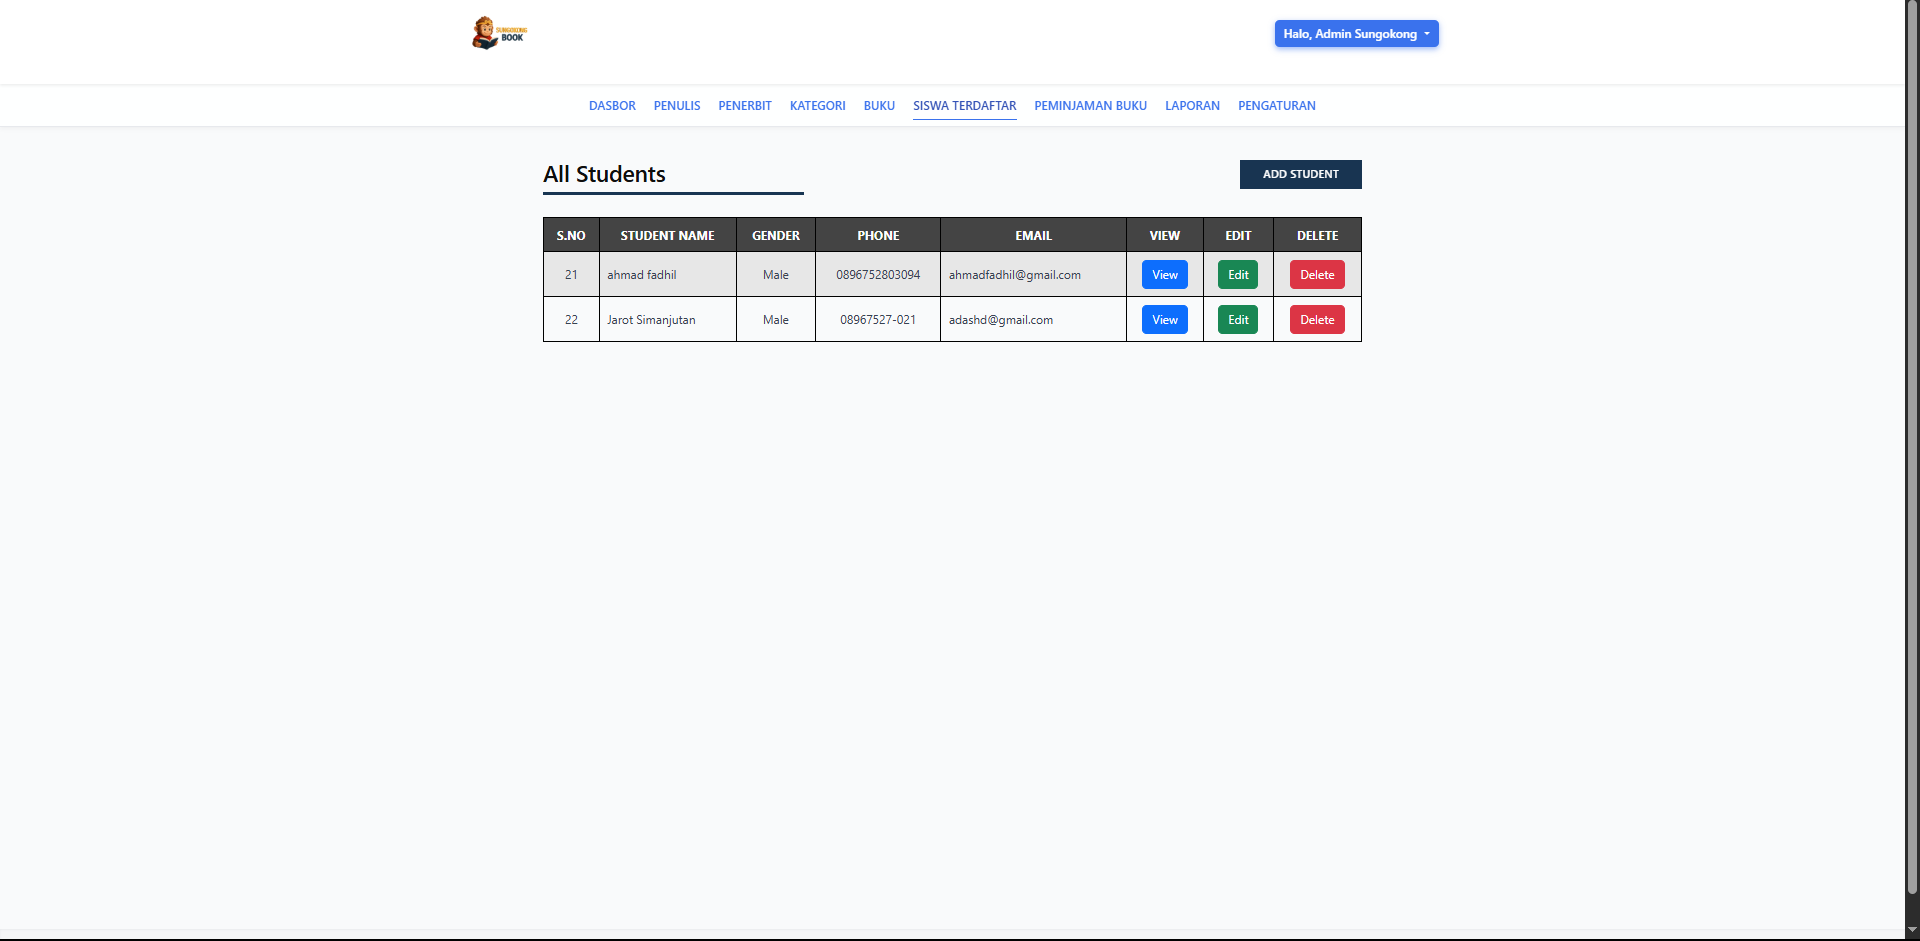 SUNGOKONG
BOOK
Halo, Admin Sungokong
DASBOR PENULIS PENERBIT KATEGORI BUKU SISWA TERDAFTAR PEMINJAMAN BUKU LAPORAN PENGATURAN
All Students
ADD STUDENT
S.NO STUDENT NAME GENDER PHONE EMAIL VIEW EDIT DELETE
21 ahmad fadhil Male 0896752803094 ahmadfadhil@gmail.com View Edit Delete
22 Jarot Simanjutan Male 08967527-021 adashd@gmail.com View Edit Delete